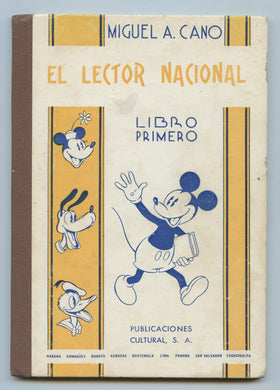 MIGUEL A. CANO
EL LECTOR NACIONAL
LIBRO
PRIMERO
PUBLICACIONES
CULTURAL, S. A.
HABANA CAMAGÜEY BOGOTA CARACAS GUATEMALA LIMA PANAMA SAN SALVADOR TEGUCIGALPA